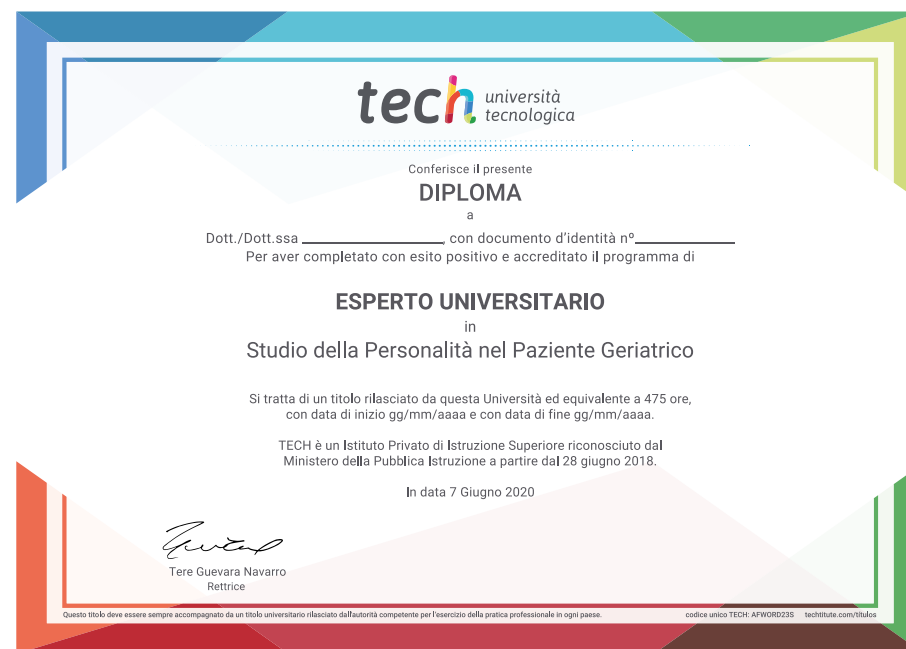 tech università
tecnologica
Conferisce il presente
DIPLOMA
a
Dott./Dott.ssa ____________________, con documento d'identità nº______________
Per aver completato con esito positivo e accreditato il programma di
ESPERTO UNIVERSITARIO
in
Studio della Personalità nel Paziente Geriatrico
Si tratta di un titolo rilasciato da questa Università ed equivalente a 475 ore,
con data di inizio gg/mm/aaaa e con data di fine gg/mm/aaaa.
TECH è un Istituto Privato di Istruzione Superiore riconosciuto dal
Ministero della Pubblica Istruzione a partire dal 28 giugno 2018.
In data 7 Giugno 2020
Tere Guevara Navarro
Rettrice
Questo titolo deve essere sempre accompagnato da un titolo universitario rilasciato dall'autorità competente per l'esercizio della pratica professionale in ogni paese. codice unico TECH: AFWORD23S techtitute.com/titulos